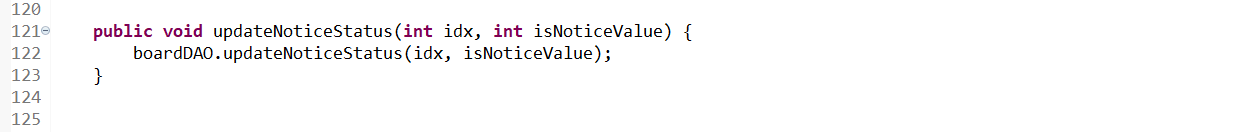 120
121 public void updateNoticeStatus(int idx, int isNoticeValue) {
122 boardDAO.updateNoticeStatus(idx, isNoticeValue);
123 }
124
125